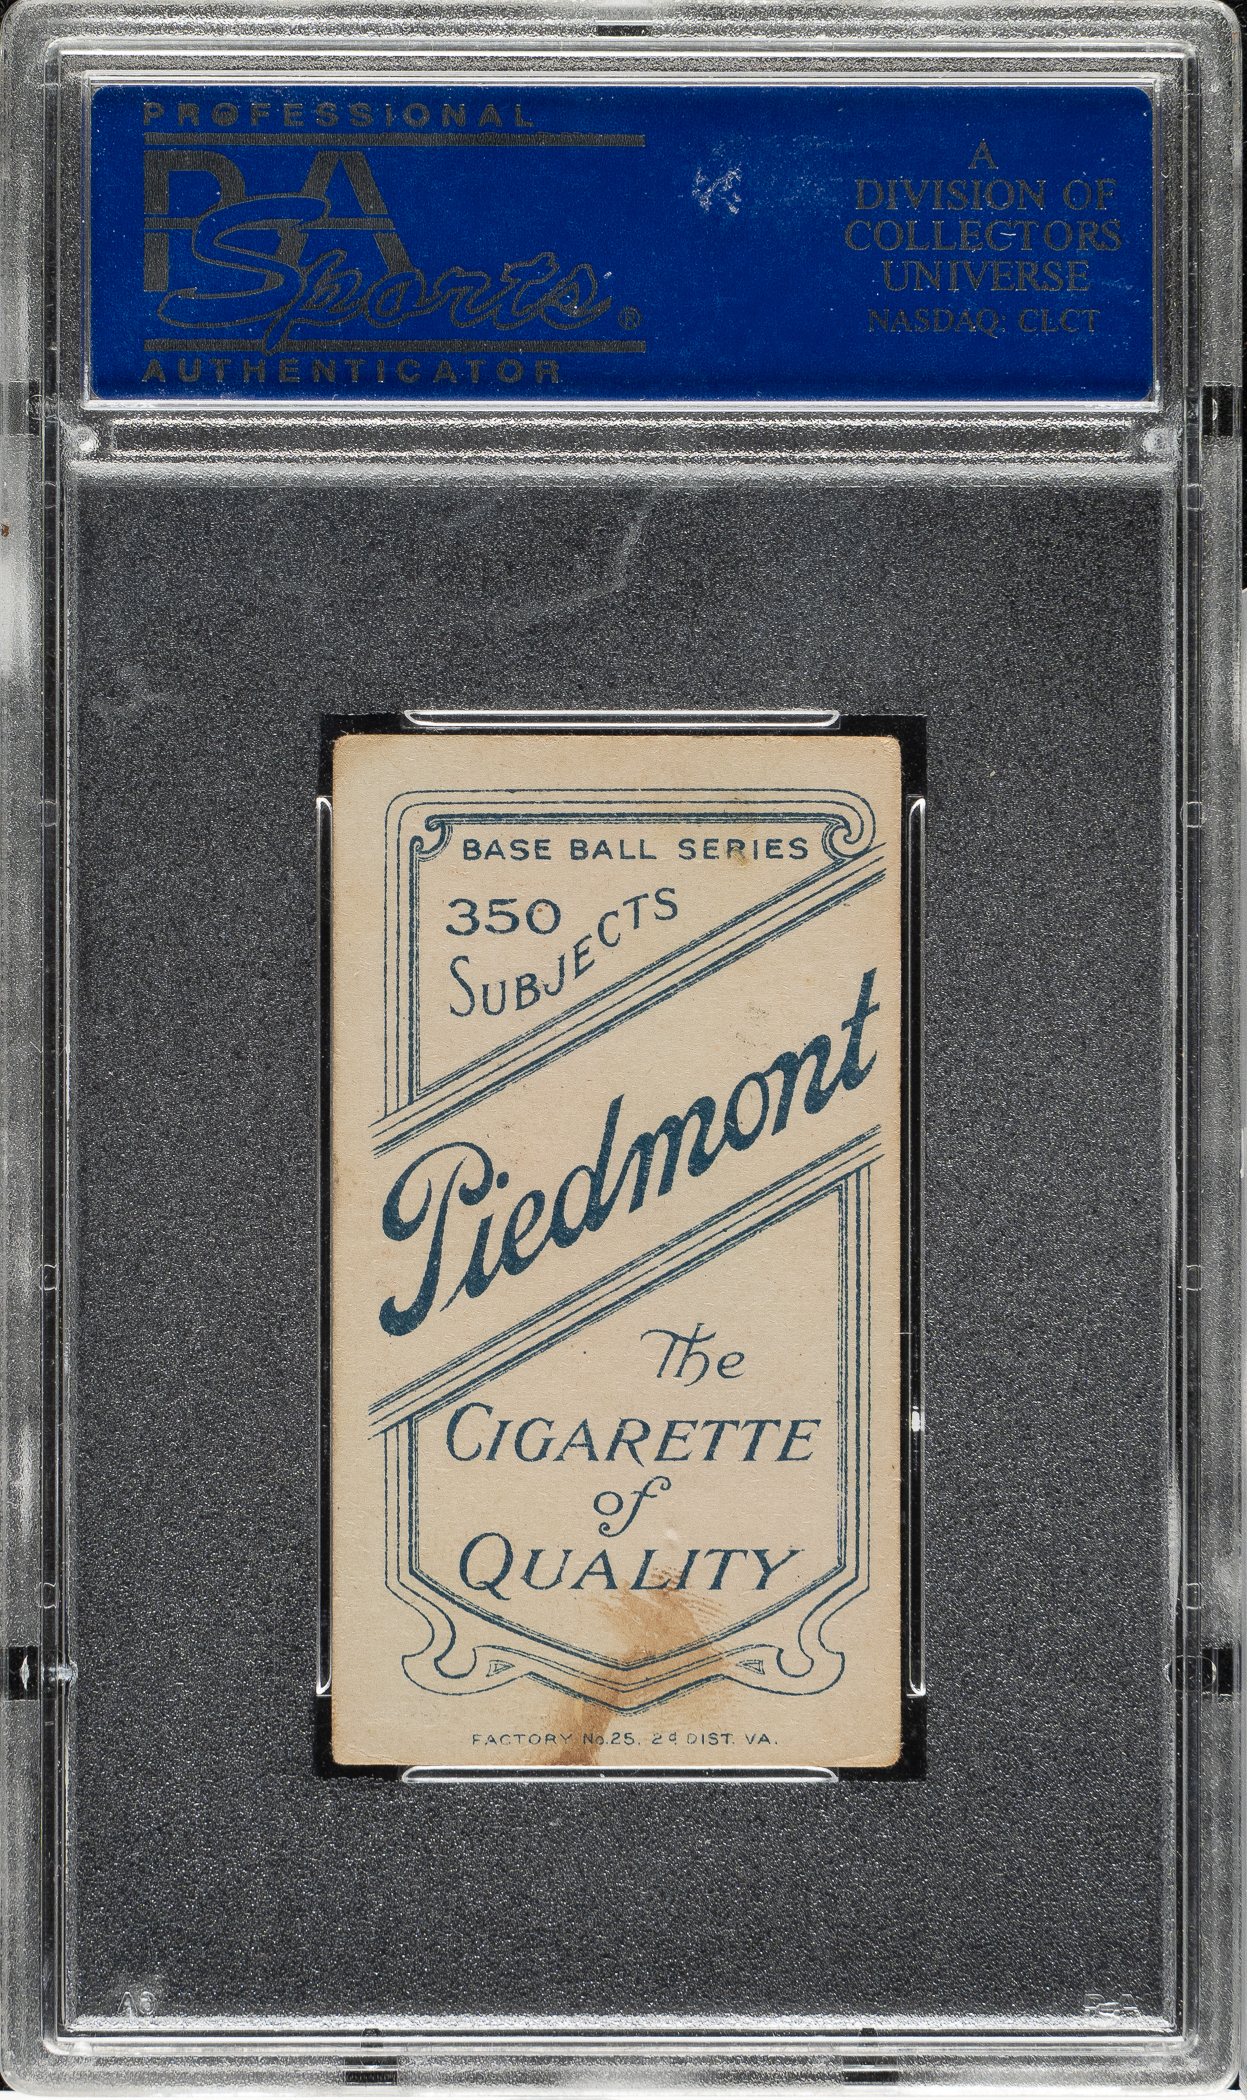 PROFESSIONAL
PSA
Sports®
AUTHENTICATOR
A
DIVISION OF
COLLECTORS
UNIVERSE
NASDAQ: CLCT
BASE BALL SERIES
350
SUBJECTS
Piedmont
The
CIGARETTE
of
QUALITY
FACTORY No.25. 2d DIST. VA.
PSA